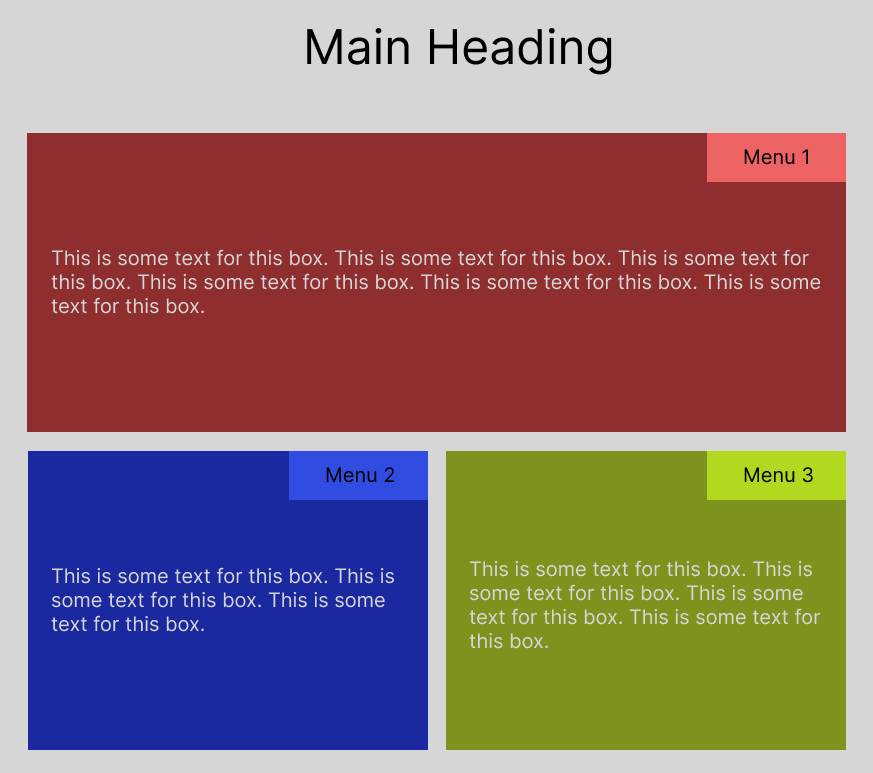 Main Heading
Menu 1
This is some text for this box. This is some text for this box. This is some text for
this box. This is some text for this box. This is some text for this box. This is some
text for this box.
Menu 2
This is some text for this box. This is
some text for this box. This is some
text for this box.
Menu 3
This is some text for this box. This is
some text for this box. This is some
text for this box. This is some text for
this box.